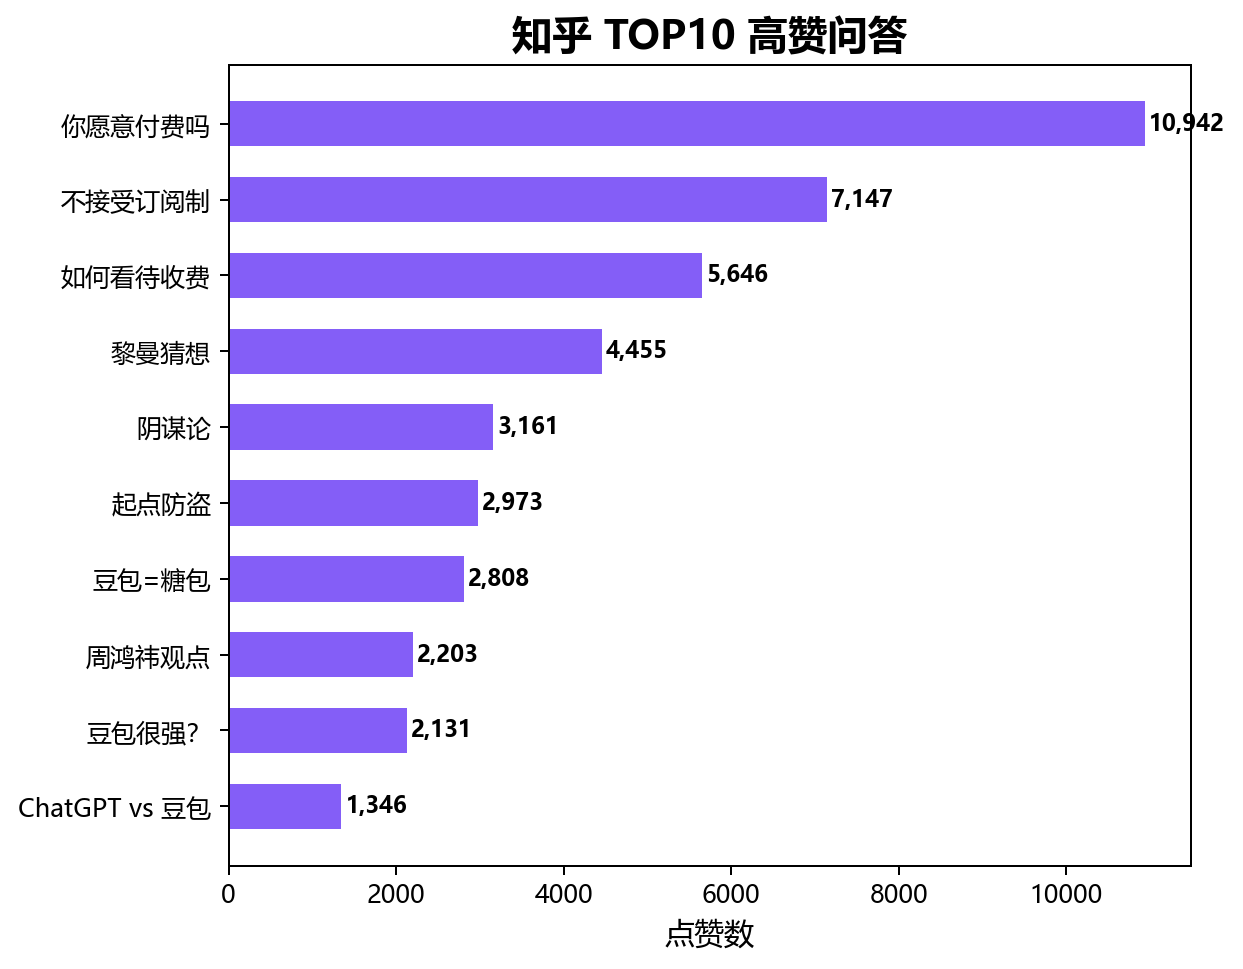 知乎 TOP10 高赞问答
你愿意付费吗 10,942
不接受订阅制 7,147
如何看待收费 5,646
黎曼猜想 4,455
阴谋论 3,161
起点防盗 2,973
豆包=糖包 2,808
周鸿祎观点 2,203
豆包很强？ 2,131
ChatGPT vs 豆包 1,346
0 2000 4000 6000 8000 10000
点赞数